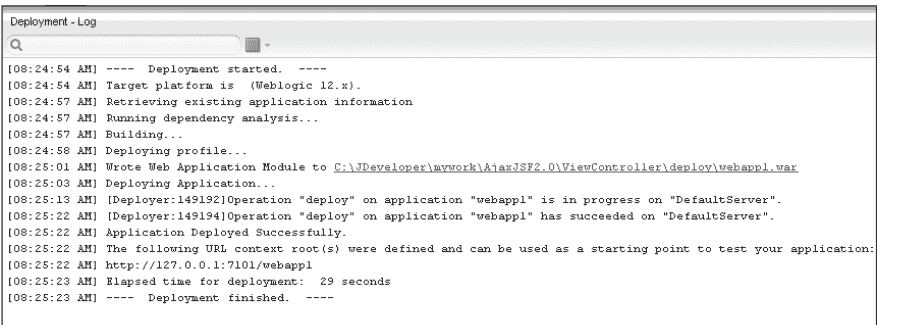 Deployment - Log
[08:24:54 AM] ---- Deployment started. ----
[08:24:54 AM] Target platform is (Weblogic 12.x).
[08:24:57 AM] Retrieving existing application information
[08:24:57 AM] Running dependency analysis...
[08:24:57 AM] Building...
[08:24:58 AM] Deploying profile...
[08:25:01 AM] Wrote Web Application Module to C:\JDeveloper\mywork\AjaxJSF2.0\ViewController\deploy\webapp1.war
[08:25:03 AM] Deploying Application...
[08:25:13 AM] [Deployer:149192]Operation "deploy" on application "webapp1" is in progress on "DefaultServer".
[08:25:22 AM] [Deployer:149194]Operation "deploy" on application "webapp1" has succeeded on "DefaultServer".
[08:25:22 AM] Application Deployed Successfully.
[08:25:22 AM] The following URL context root(s) were defined and can be used as a starting point to test your application:
[08:25:22 AM] http://127.0.0.1:7101/webapp1
[08:25:23 AM] Elapsed time for deployment: 29 seconds
[08:25:23 AM] ---- Deployment finished. ----